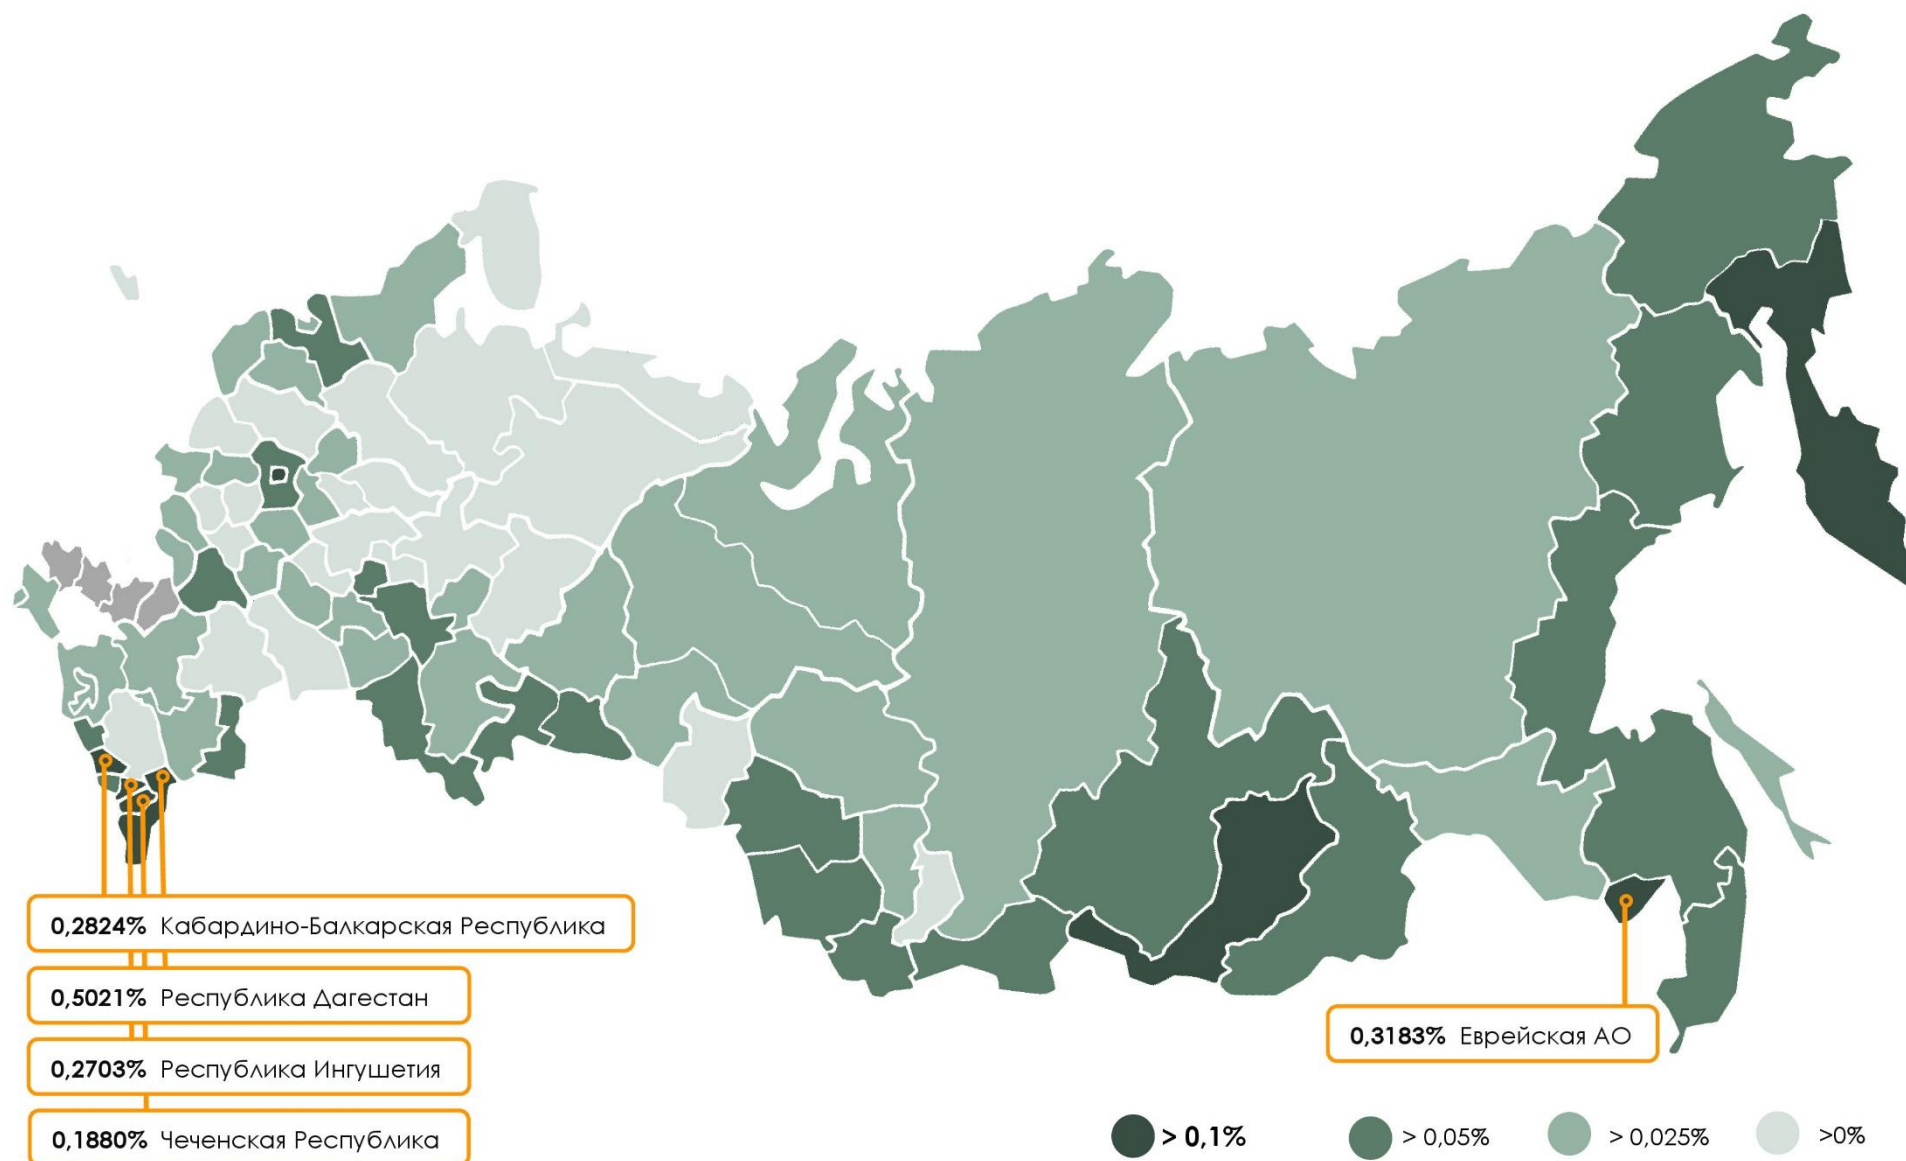 0,2824% Кабардино-Балкарская Республика
0,5021% Республика Дагестан
0,2703% Республика Ингушетия
0,1880% Чеченская Республика
0,3183% Еврейская АО
> 0,1%
> 0,05%
> 0,025%
>0%